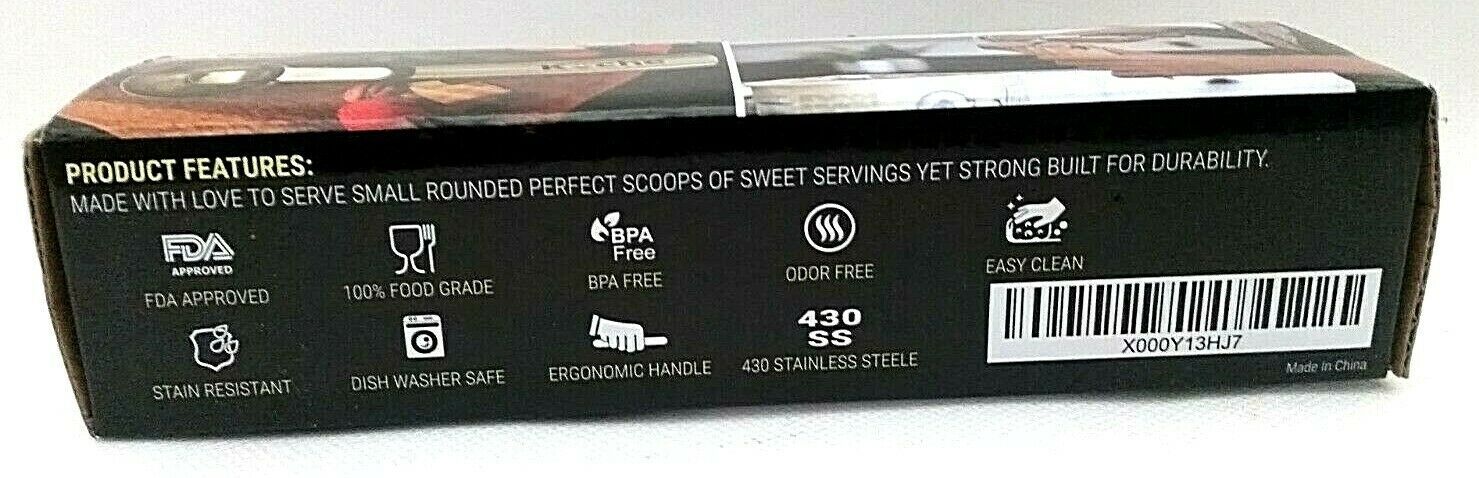 PRODUCT FEATURES:
MADE WITH LOVE TO SERVE SMALL ROUNDED PERFECT SCOOPS OF SWEET SERVINGS YET STRONG BUILT FOR DURABILITY.
FDA
APPROVED
FDA APPROVED
100% FOOD GRADE
BPA
Free
BPA FREE
ODOR FREE
EASY CLEAN
STAIN RESISTANT
DISH WASHER SAFE
ERGONOMIC HANDLE
430
SS
430 STAINLESS STEELE
X000Y13HJ7
Made in China